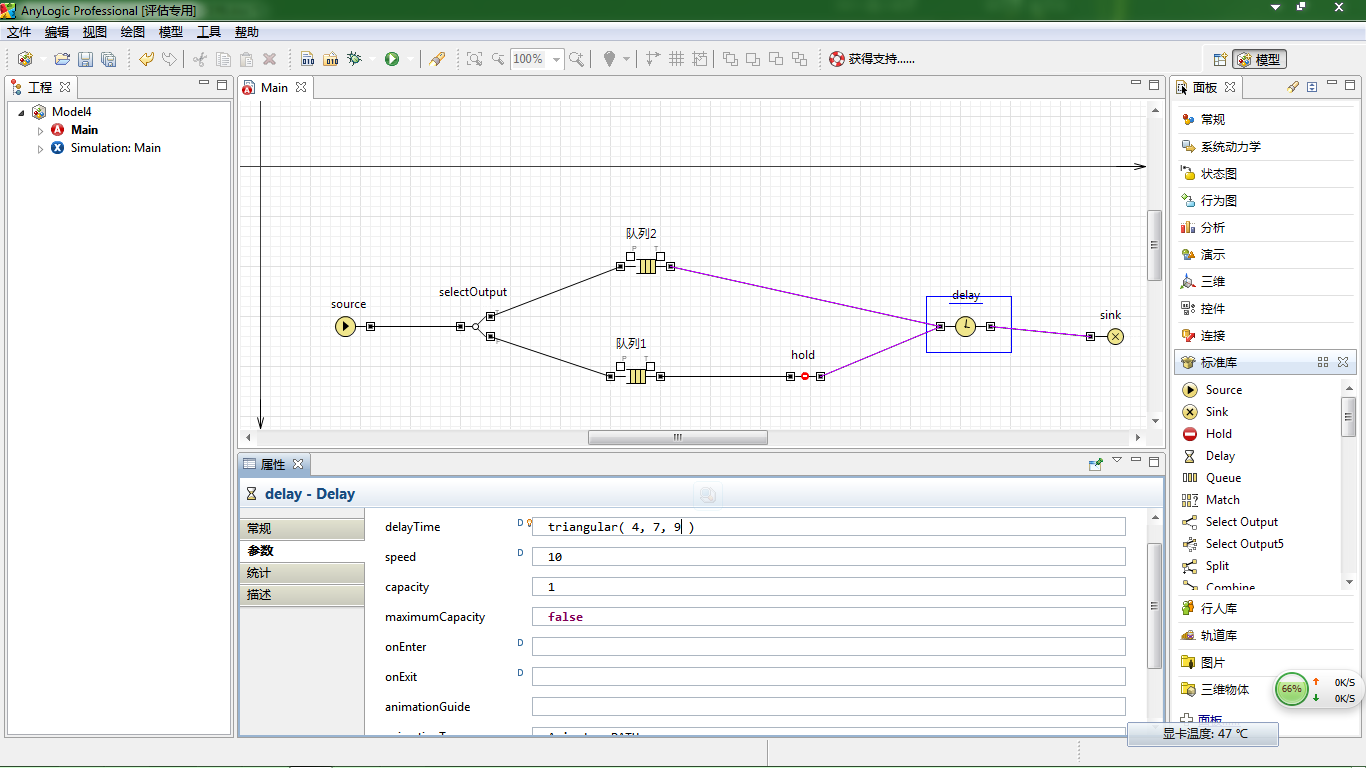 AnyLogic Professional [评估专用]
文件 编辑 视图 绘图 模型 工具 帮助
100% 获得支持...... 模型
工程
Model4
Main
Simulation: Main
Main
队列2
P T
selectOutput
source
delay
sink
队列1
P T
hold
属性
delay - Delay
常规
参数
统计
描述
delayTime D triangular( 4, 7, 9 )
speed D 10
capacity 1
maximumCapacity false
onEnter D
onExit D
animationGuide
面板
常规
系统动力学
状态图
行为图
分析
演示
三维
控件
连接
标准库
Source
Sink
Hold
Delay
Queue
Match
Select Output
Select Output5
Split
Combine
行人库
轨道库
图片
三维物体
面板
66% 0K/S
0K/S
显卡温度: 47 ℃